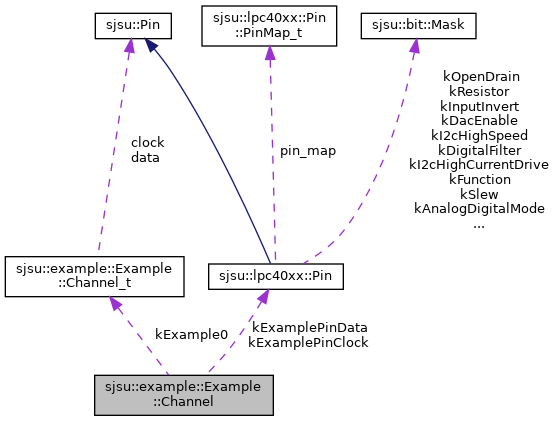 sjsu::Pin
sjsu::lpc40xx::Pin
::PinMap_t
sjsu::bit::Mask
kOpenDrain
kResistor
kInputInvert
kDacEnable
kI2cHighSpeed
kDigitalFilter
kI2cHighCurrentDrive
kFunction
kSlew
kAnalogDigitalMode
...
clock
data
pin_map
sjsu::example::Example
::Channel_t
sjsu::lpc40xx::Pin
kExample0
kExamplePinData
kExamplePinClock
sjsu::example::Example
::Channel